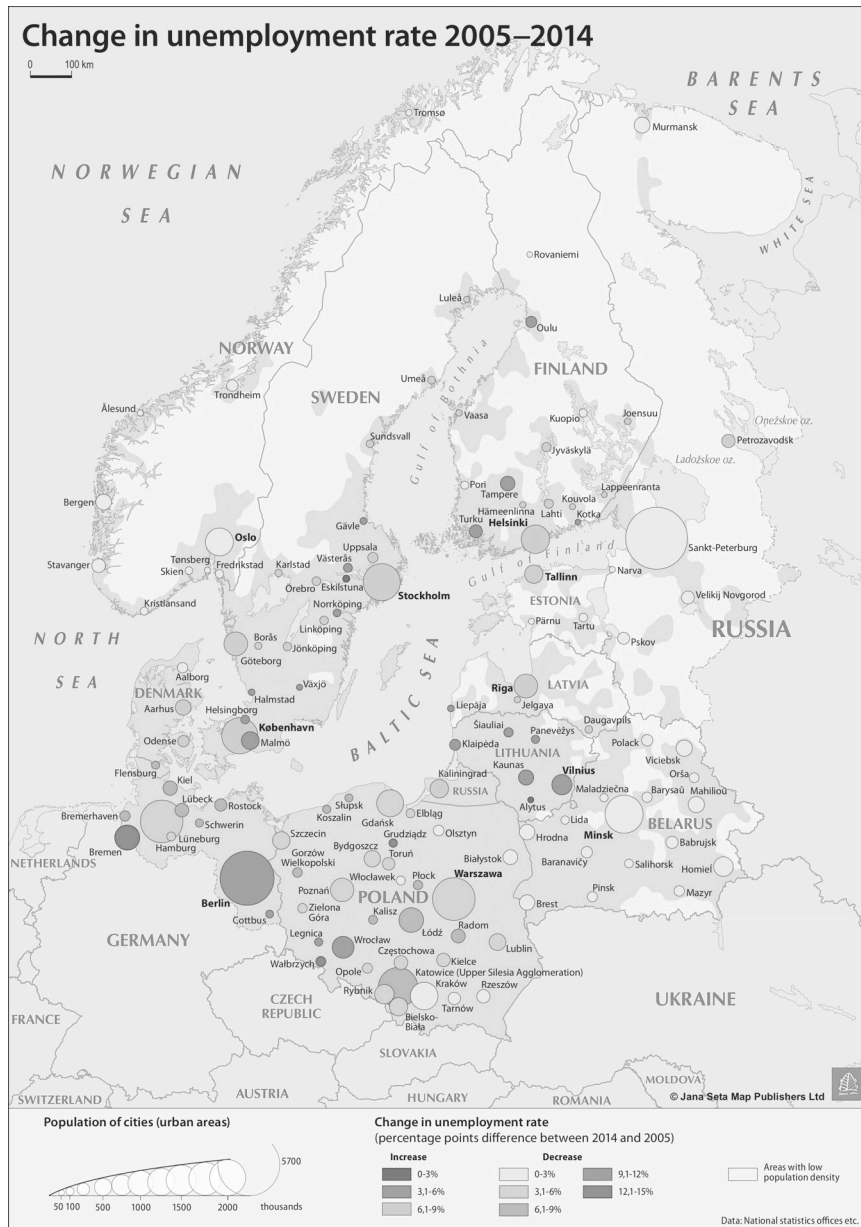 Change in unemployment rate 2005–2014
0 100 km
BARENTS
SEA
Tromsø
Murmansk
NORWEGIAN
SEA
WHITE SEA
Rovaniemi
Luleå
Oulu
NORWAY
FINLAND
Trondheim
Umeå
SWEDEN
Gulf of Bothnia
Ålesund
Vaasa
Kuopio
Joensuu
Onežskoe oz.
Sundsvall
Petrozavodsk
Jyväskylä
Ladožskoe oz.
Pori
Tampere
Lappeenranta
Bergen
Hämeenlinna
Kouvola
Lahti
Kotka
Gävle
Turku
Helsinki
Oslo
Uppsala
Sankt-Peterburg
Gulf of Finland
Stavanger
Tønsberg
Skien
Fredrikstad
Karlstad
Västerås
Tallinn
Narva
Örebro
Eskilstuna
Stockholm
Velikij Novgorod
Kristiansand
Norrköping
ESTONIA
Linköping
Pärnu
Tartu
RUSSIA
NORTH
SEA
Borås
Pskov
Göteborg
Jönköping
Aalborg
BALTIC SEA
DENMARK
Växjö
Riga
LATVIA
Halmstad
Jelgava
Aarhus
Helsingborg
Liepāja
København
Šiauliai
Daugavpils
Panevėžys
Odense
Malmö
Klaipėda
LITHUANIA
Polack
Viciebsk
Flensburg
Kaunas
Vilnius
Orša
Kiel
Kaliningrad
Maladziečna
Barysaŭ
Mahilioŭ
RUSSIA
Alytus
Lübeck
Rostock
Słupsk
Bremerhaven
Koszalin
Gdańsk
Elbląg
Lida
Minsk
BELARUS
Schwerin
Grudziądz
Olsztyn
Hrodna
Bremen
Lüneburg
Szczecin
Babrujsk
NETHERLANDS
Hamburg
Gorzów
Wielkopolski
Bydgoszcz
Toruń
Białystok
Baranavičy
Salihorsk
Homiel
Włocławek
Płock
Warszawa
Poznań
POLAND
Pinsk
Mazyr
Berlin
Zielona
Góra
Kalisz
Brest
Cottbus
Łódź
Radom
GERMANY
Legnica
Wrocław
Lublin
Częstochowa
Wałbrzych
Kielce
Opole
Katowice (Upper Silesia Agglomeration)
Kraków
Rzeszów
CZECH
REPUBLIC
Rybnik
Tarnów
UKRAINE
Bielsko-
Biała
FRANCE
SLOVAKIA
MOLDOVA
SWITZERLAND
AUSTRIA
HUNGARY
ROMANIA
© Jana Seta Map Publishers Ltd
Population of cities (urban areas)
5700
50 100 500 1000 1500 2000 thousands
Change in unemployment rate
(percentage points difference between 2014 and 2005)
Increase
0-3%
3,1-6%
6,1-9%
Decrease
0-3%
3,1-6%
6,1-9%
9,1-12%
12,1-15%
Areas with low
population density
Data: National statistics offices etc.